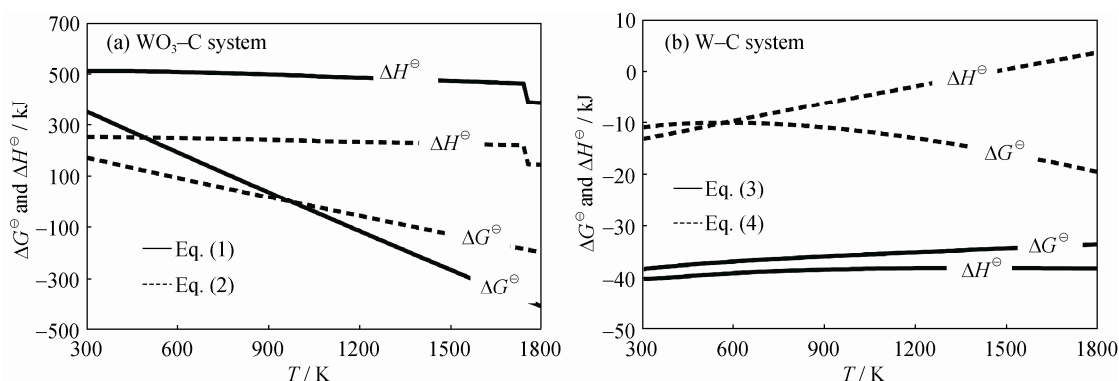 (a) WO₃–C system
ΔG⊖ and ΔH⊖ / kJ
700
500
300
100
−100
−300
−500
ΔH⊖
ΔH⊖
ΔG⊖
ΔG⊖
Eq. (1)
Eq. (2)
300
600
900
1200
1500
1800
T / K
(b) W–C system
ΔG⊖ and ΔH⊖ / kJ
10
0
−10
−20
−30
−40
−50
ΔH⊖
ΔG⊖
Eq. (3)
Eq. (4)
ΔG⊖
ΔH⊖
300
600
900
1200
1500
1800
T / K